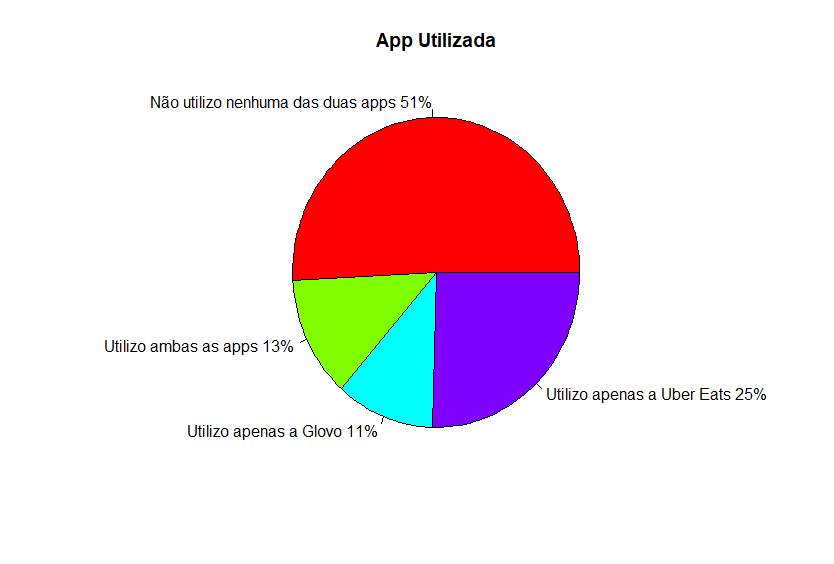 App Utilizada
Não utilizo nenhuma das duas apps 51%
Utilizo ambas as apps 13%
Utilizo apenas a Uber Eats 25%
Utilizo apenas a Glovo 11%